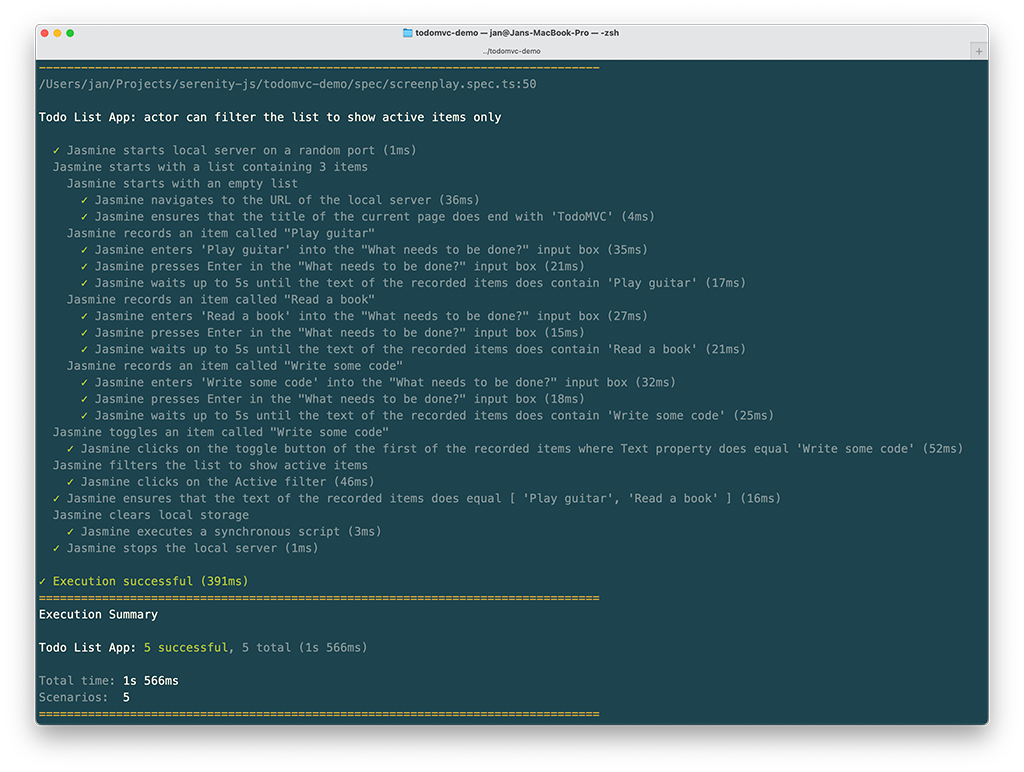 todomvc-demo — jan@Jans-MacBook-Pro — -zsh
../todomvc-demo
+
--------------------------------------------------------------------------------
/Users/jan/Projects/serenity-js/todomvc-demo/spec/screenplay.spec.ts:50
Todo List App: actor can filter the list to show active items only
✓ Jasmine starts local server on a random port (1ms)
Jasmine starts with a list containing 3 items
Jasmine starts with an empty list
✓ Jasmine navigates to the URL of the local server (36ms)
✓ Jasmine ensures that the title of the current page does end with 'TodoMVC' (4ms)
Jasmine records an item called "Play guitar"
✓ Jasmine enters 'Play guitar' into the "What needs to be done?" input box (35ms)
✓ Jasmine presses Enter in the "What needs to be done?" input box (21ms)
✓ Jasmine waits up to 5s until the text of the recorded items does contain 'Play guitar' (17ms)
Jasmine records an item called "Read a book"
✓ Jasmine enters 'Read a book' into the "What needs to be done?" input box (27ms)
✓ Jasmine presses Enter in the "What needs to be done?" input box (15ms)
✓ Jasmine waits up to 5s until the text of the recorded items does contain 'Read a book' (21ms)
Jasmine records an item called "Write some code"
✓ Jasmine enters 'Write some code' into the "What needs to be done?" input box (32ms)
✓ Jasmine presses Enter in the "What needs to be done?" input box (18ms)
✓ Jasmine waits up to 5s until the text of the recorded items does contain 'Write some code' (25ms)
Jasmine toggles an item called "Write some code"
✓ Jasmine clicks on the toggle button of the first of the recorded items where Text property does equal 'Write some code' (52ms)
Jasmine filters the list to show active items
✓ Jasmine clicks on the Active filter (46ms)
✓ Jasmine ensures that the text of the recorded items does equal [ 'Play guitar', 'Read a book' ] (16ms)
Jasmine clears local storage
✓ Jasmine executes a synchronous script (3ms)
✓ Jasmine stops the local server (1ms)
✓ Execution successful (391ms)
================================================================================
Execution Summary
Todo List App: 5 successful, 5 total (1s 566ms)
Total time: 1s 566ms
Scenarios: 5
================================================================================